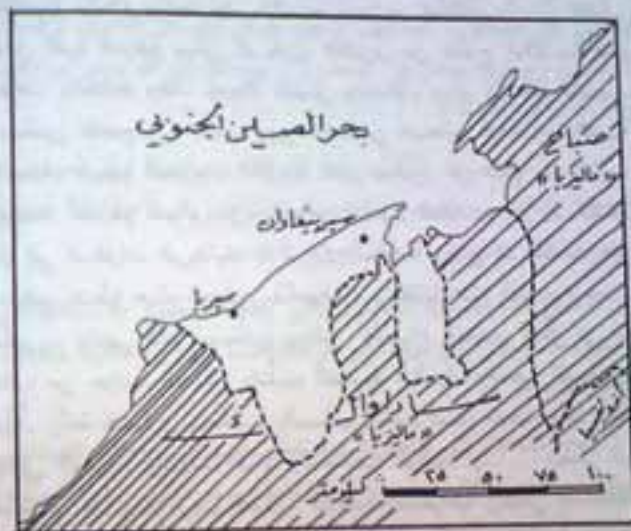 بحر الصين الجنوبي
صباح
«ماليزيا»
سيريا
ساراواك
«ماليزيا»
كيلومتر
٢٥ ٥٠ ٧٥ ١٠٠